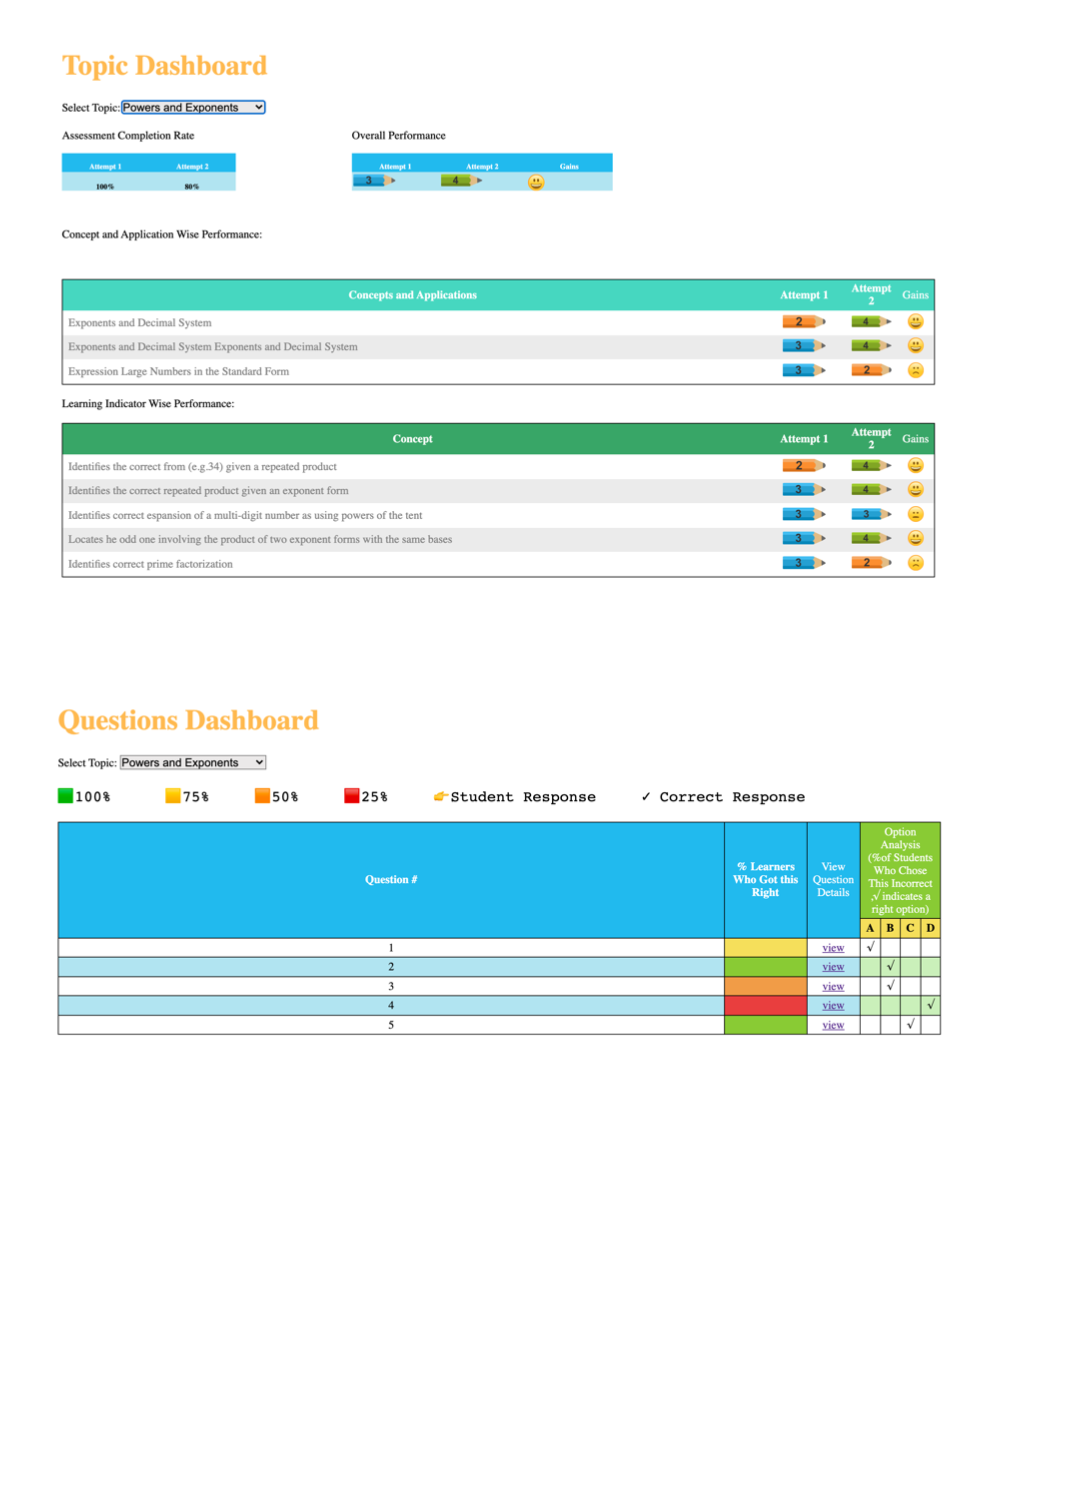 Topic Dashboard
Select Topic: Powers and Exponents
Assessment Completion Rate
Overall Performance
Attempt 1 Attempt 2
100% 80%
Attempt 1 Attempt 2 Gains
3 4
Concept and Application Wise Performance:
Concepts and Applications Attempt 1 Attempt 2 Gains
Exponents and Decimal System 2 4
Exponents and Decimal System Exponents and Decimal System 3 4
Expression Large Numbers in the Standard Form 3 2
Learning Indicator Wise Performance:
Concept Attempt 1 Attempt 2 Gains
Identifies the correct from (e.g.34) given a repeated product 2 4
Identifies the correct repeated product given an exponent form 3 4
Identifies correct espansion of a multi-digit number as using powers of the tent 3 3
Locates he odd one involving the product of two exponent forms with the same bases 3 4
Identifies correct prime factorization 3 2
Questions Dashboard
Select Topic: Powers and Exponents
100% 75% 50% 25% Student Response ✓ Correct Response
Question #
% Learners
Who Got this
Right
View
Question
Details
Option
Analysis
(%of Students
Who Chose
This Incorrect
,√ indicates a
right option)
A B C D
1 view √
2 view √
3 view √
4 view √
5 view √